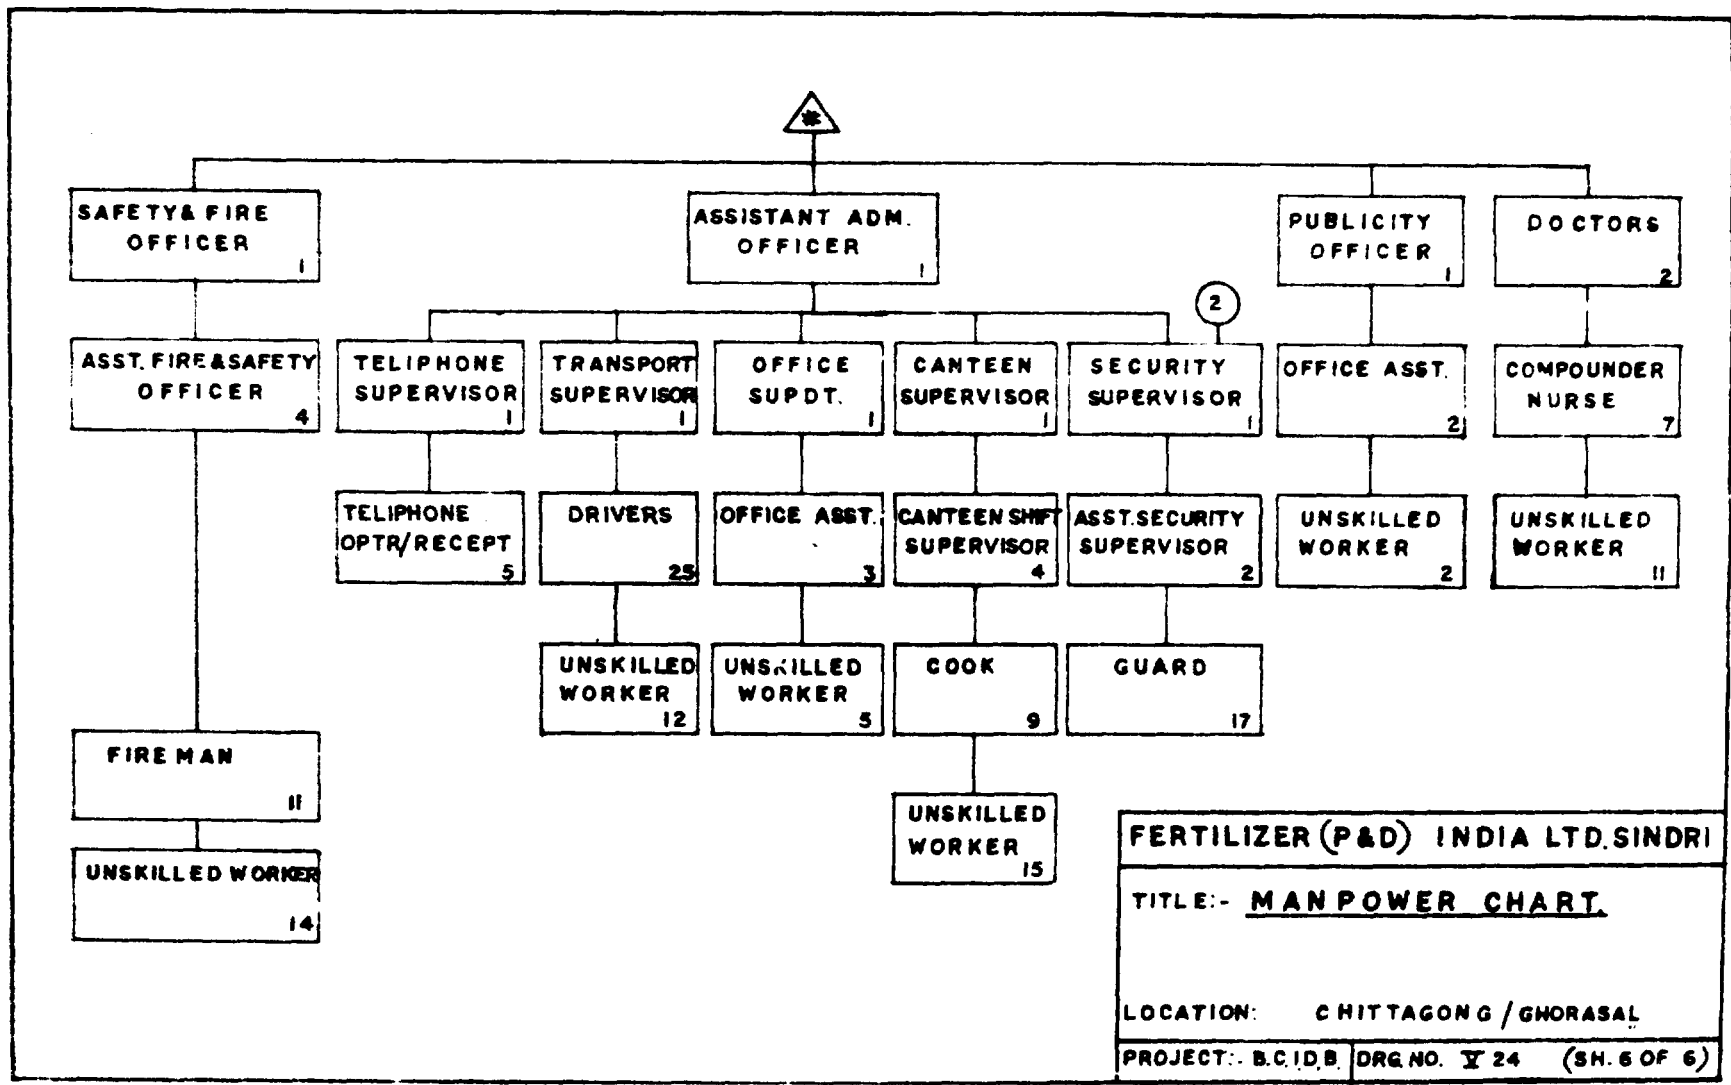 *
SAFETY & FIRE
OFFICER
1
ASSISTANT ADM.
OFFICER
1
PUBLICITY
OFFICER
1
DOCTORS
2
2
ASST. FIRE & SAFETY
OFFICER
4
TELIPHONE
SUPERVISOR
1
TRANSPORT
SUPERVISOR
1
OFFICE
SUPDT.
1
CANTEEN
SUPERVISOR
1
SECURITY
SUPERVISOR
1
OFFICE ASST.
2
COMPOUNDER
NURSE
7
TELIPHONE
OPTR/RECEPT
5
DRIVERS
25
OFFICE ASST.
3
CANTEEN SHIFT
SUPERVISOR
4
ASST. SECURITY
SUPERVISOR
2
UNSKILLED
WORKER
2
UNSKILLED
WORKER
11
UNSKILLED
WORKER
12
UNSKILLED
WORKER
5
COOK
9
GUARD
17
FIRE MAN
11
UNSKILLED
WORKER
15
UNSKILLED WORKER
14
FERTILIZER (P&D) INDIA LTD. SINDRI
TITLE:- MANPOWER CHART.
LOCATION: CHITTAGONG / GHORASAL
PROJECT:- B.C.I.D.B. DRG NO. V 24 (SH. 6 OF 6)